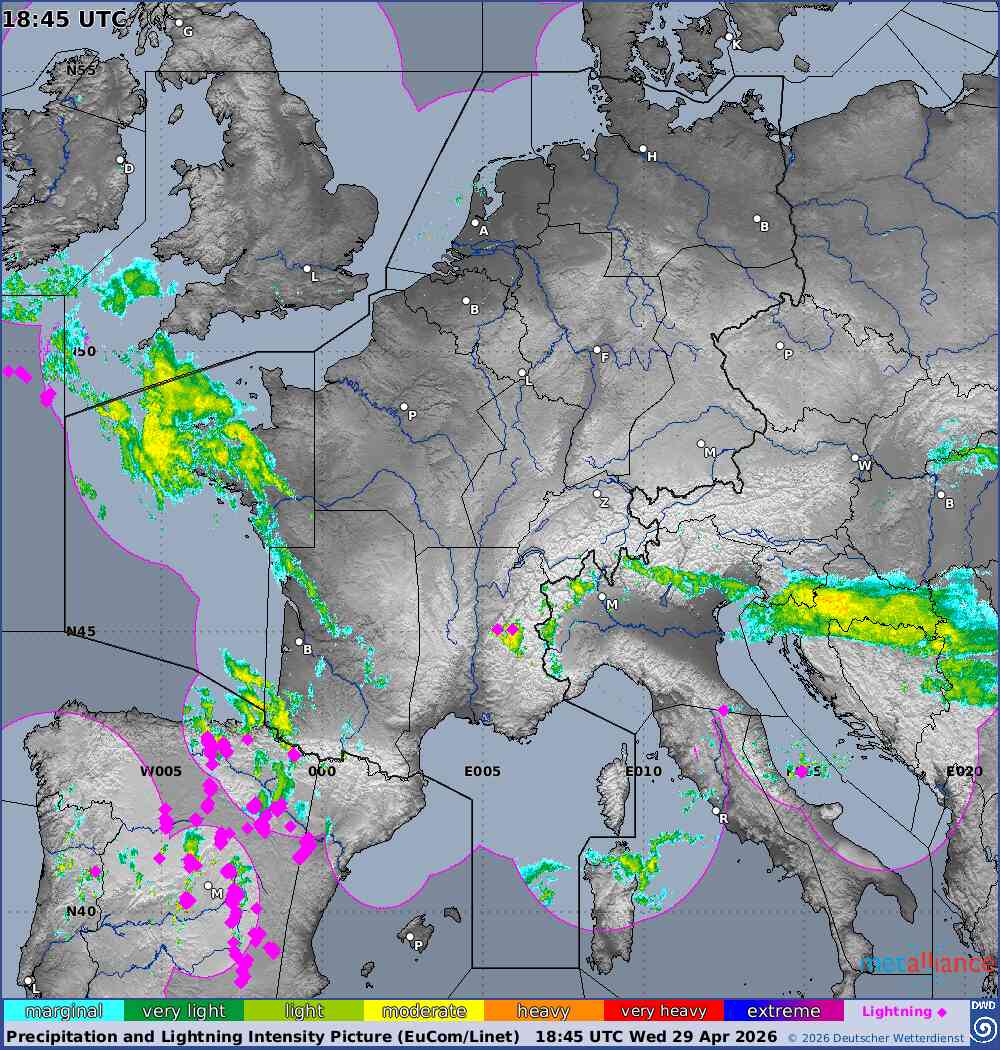 18:45 UTC
G
K
N55
D
H
A
B
L
B
N50
F
P
L
P
M
W
Z
B
M
N45
B
W005
000
E005
E010
E020
R
M
N40
P
L
metalliance
marginal
very light
light
moderate
heavy
very heavy
extreme
Lightning
DWD
Precipitation and Lightning Intensity Picture (EuCom/Linet) 18:45 UTC Wed 29 Apr 2026 © 2026 Deutscher Wetterdienst